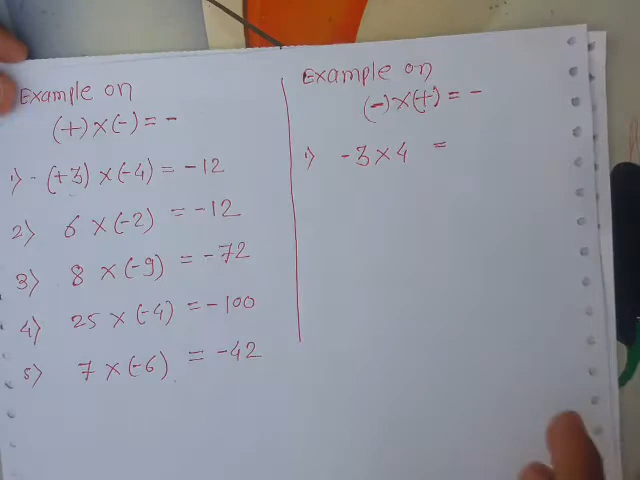 Example on
(+)×(-) = -
1) -(+3) × (-4) = -12
2) 6 × (-2) = -12
3) 8 × (-9) = -72
4) 25 × (-4) = -100
5) 7 × (-6) = -42
Example on
(-)×(+) = -
1) -3×4 =